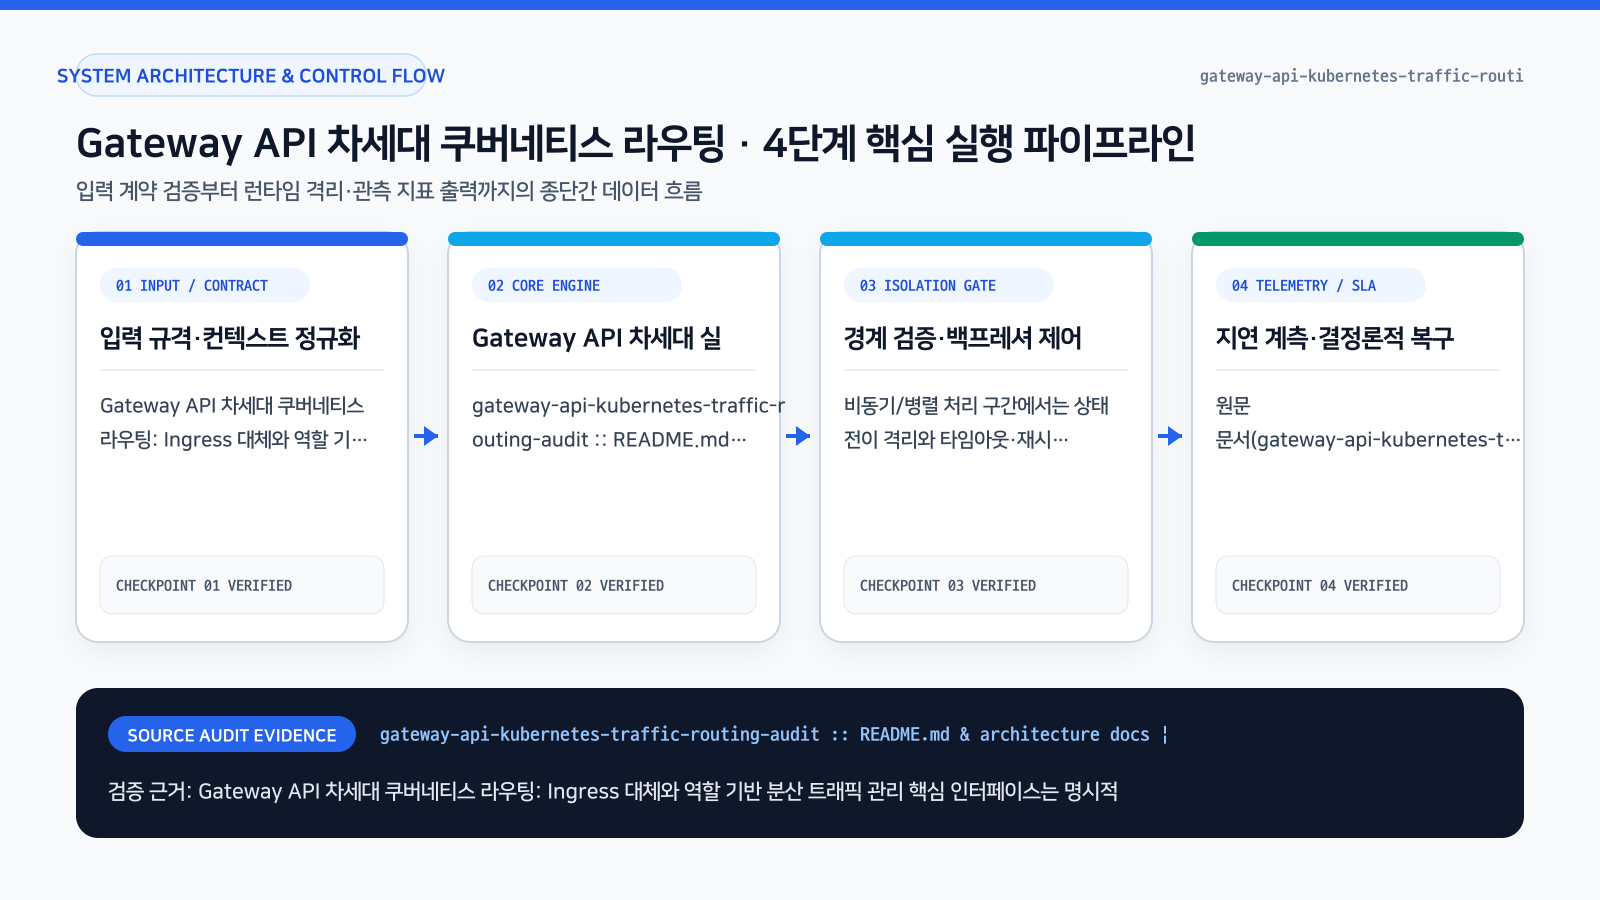 SYSTEM ARCHITECTURE & CONTROL FLOW
gateway-api-kubernetes-traffic-routi
Gateway API 차세대 쿠버네티스 라우팅 · 4단계 핵심 실행 파이프라인
입력 계약 검증부터 런타임 격리·관측 지표 출력까지의 종단간 데이터 흐름
01 INPUT / CONTRACT
입력 규격·컨텍스트 정규화
Gateway API 차세대 쿠버네티스
라우팅: Ingress 대체와 역할 기…
CHECKPOINT 01 VERIFIED
02 CORE ENGINE
Gateway API 차세대 실
gateway-api-kubernetes-traffic-r
outing-audit :: README.md…
CHECKPOINT 02 VERIFIED
03 ISOLATION GATE
경계 검증·백프레셔 제어
비동기/병렬 처리 구간에서는 상태
전이 격리와 타임아웃·재시…
CHECKPOINT 03 VERIFIED
04 TELEMETRY / SLA
지연 계측·결정론적 복구
원문
문서(gateway-api-kubernetes-t…
CHECKPOINT 04 VERIFIED
SOURCE AUDIT EVIDENCE
gateway-api-kubernetes-traffic-routing-audit :: README.md & architecture docs ¦
검증 근거: Gateway API 차세대 쿠버네티스 라우팅: Ingress 대체와 역할 기반 분산 트래픽 관리 핵심 인터페이스는 명시적